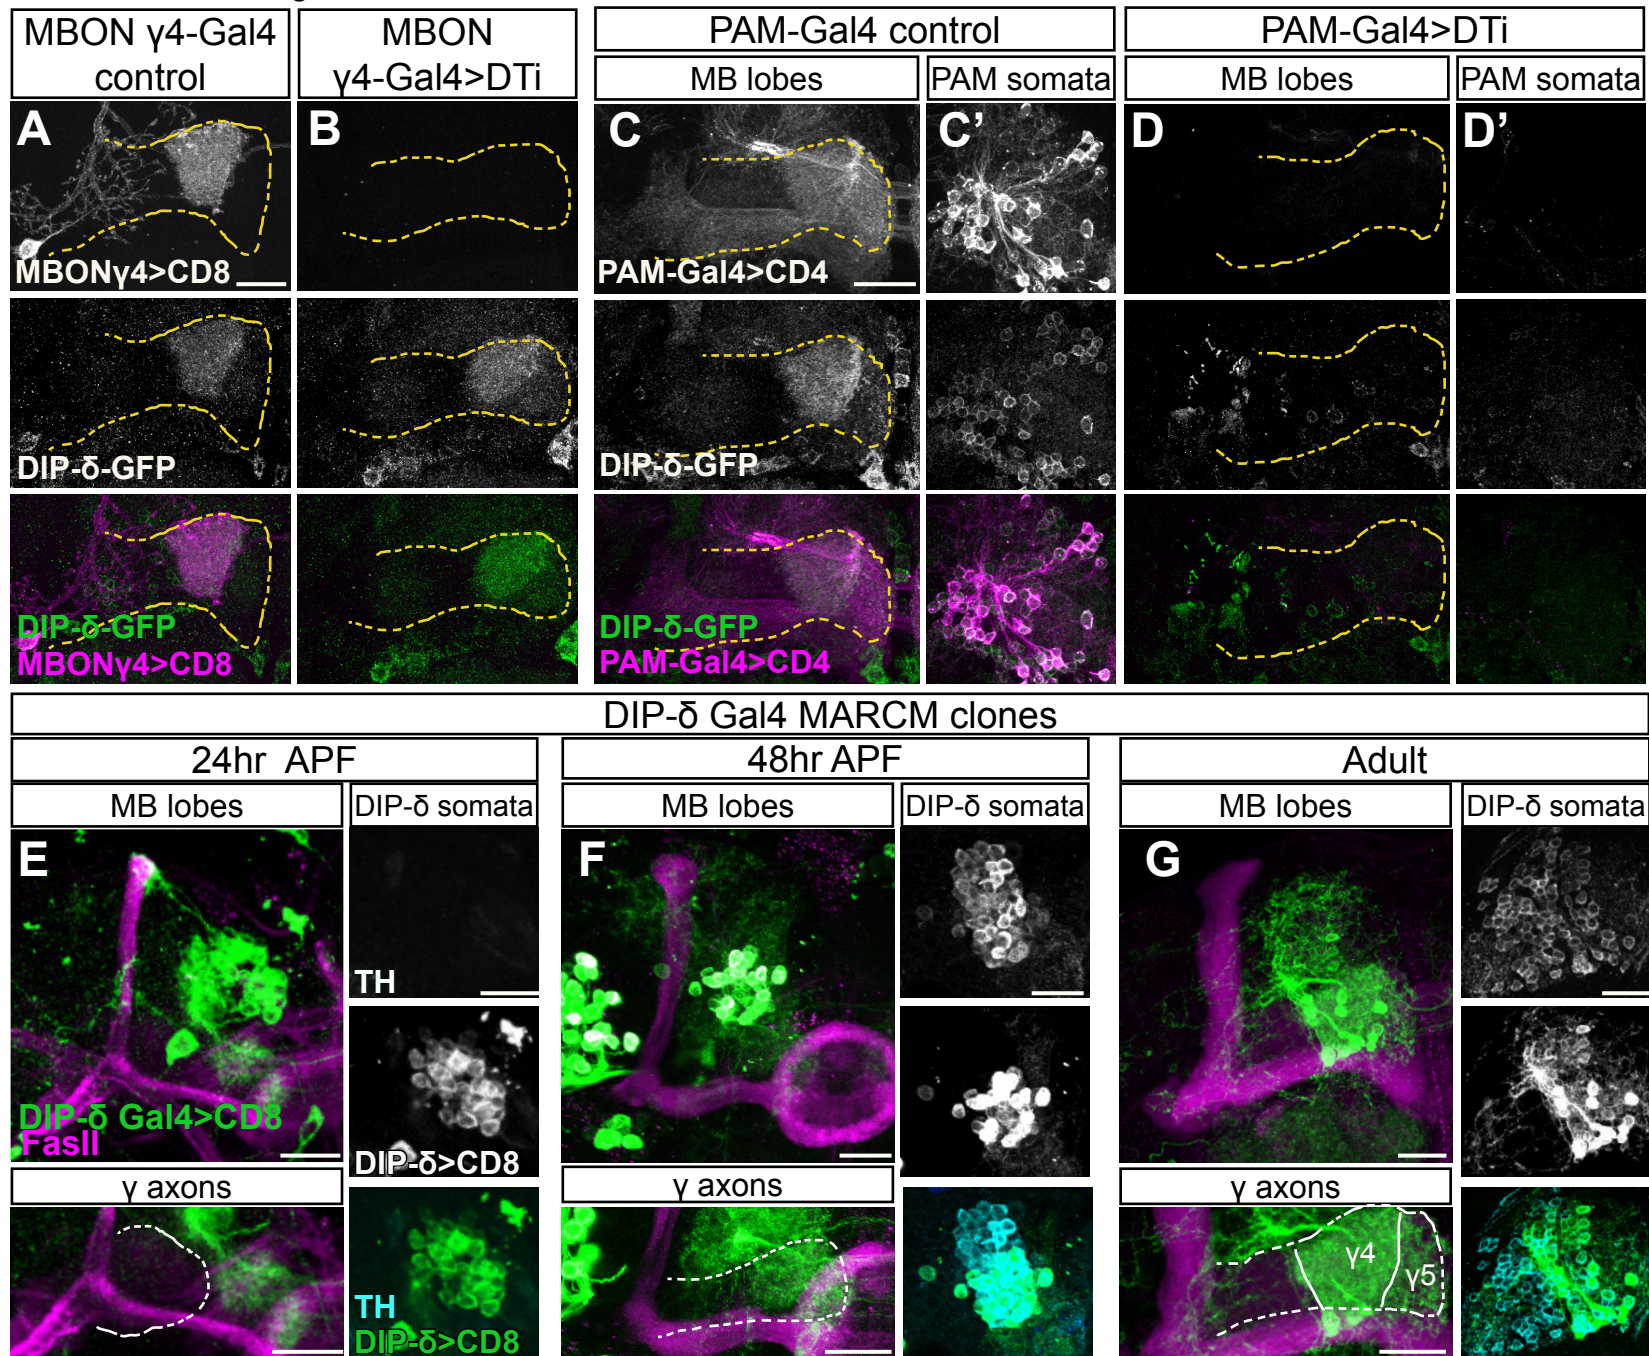 MBON γ4-Gal4
control
MBON
γ4-Gal4>DTi
PAM-Gal4 control
MB lobes
PAM somata
PAM-Gal4>DTi
MB lobes
PAM somata
A
MBONγ4>CD8
B
C
PAM-Gal4>CD4
C’
D
D’
DIP-δ-GFP
DIP-δ-GFP
DIP-δ-GFP
MBONγ4>CD8
DIP-δ-GFP
PAM-Gal4>CD4
DIP-δ Gal4 MARCM clones
24hr APF
48hr APF
Adult
MB lobes
DIP-δ somata
MB lobes
DIP-δ somata
MB lobes
DIP-δ somata
E
DIP-δ Gal4>CD8
FasII
TH
DIP-δ>CD8
F
G
γ axons
γ axons
γ axons
TH
DIP-δ>CD8
γ4
γ5